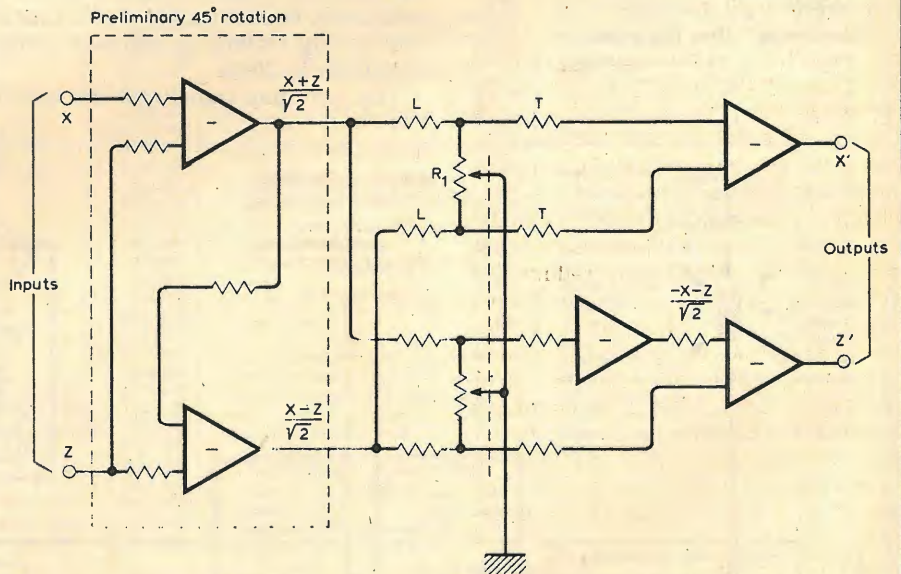 Preliminary 45° rotation
X+Z
√2
L
T
X
−
−
X'
R₁
Inputs
L
T
Outputs
−X−Z
√2
Z
X−Z
√2
−
−
−
Z'